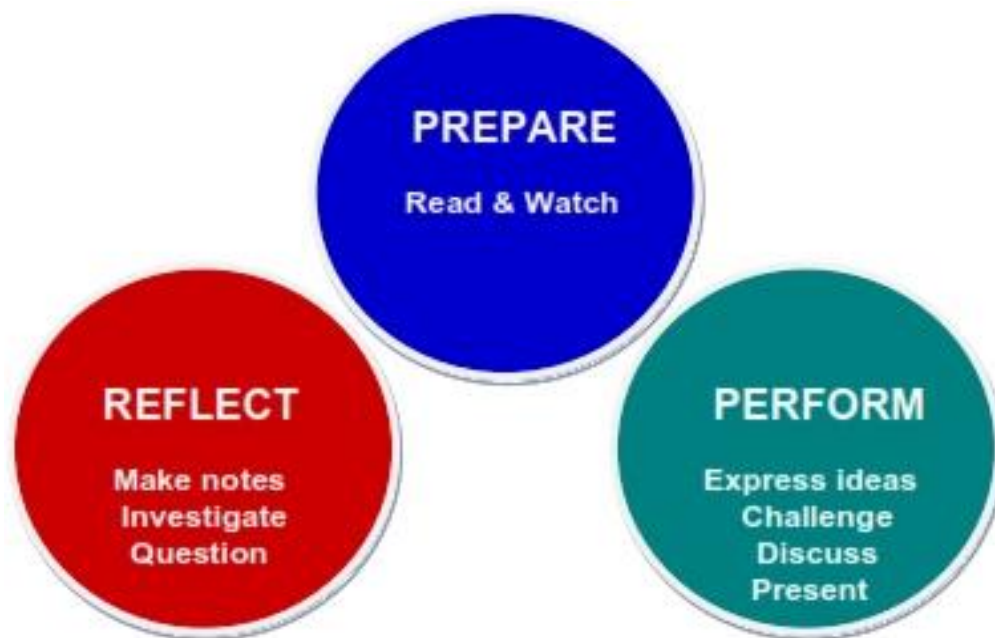 PREPARE
Read & Watch
REFLECT
Make notes
Investigate
Question
PERFORM
Express ideas
Challenge
Discuss
Present